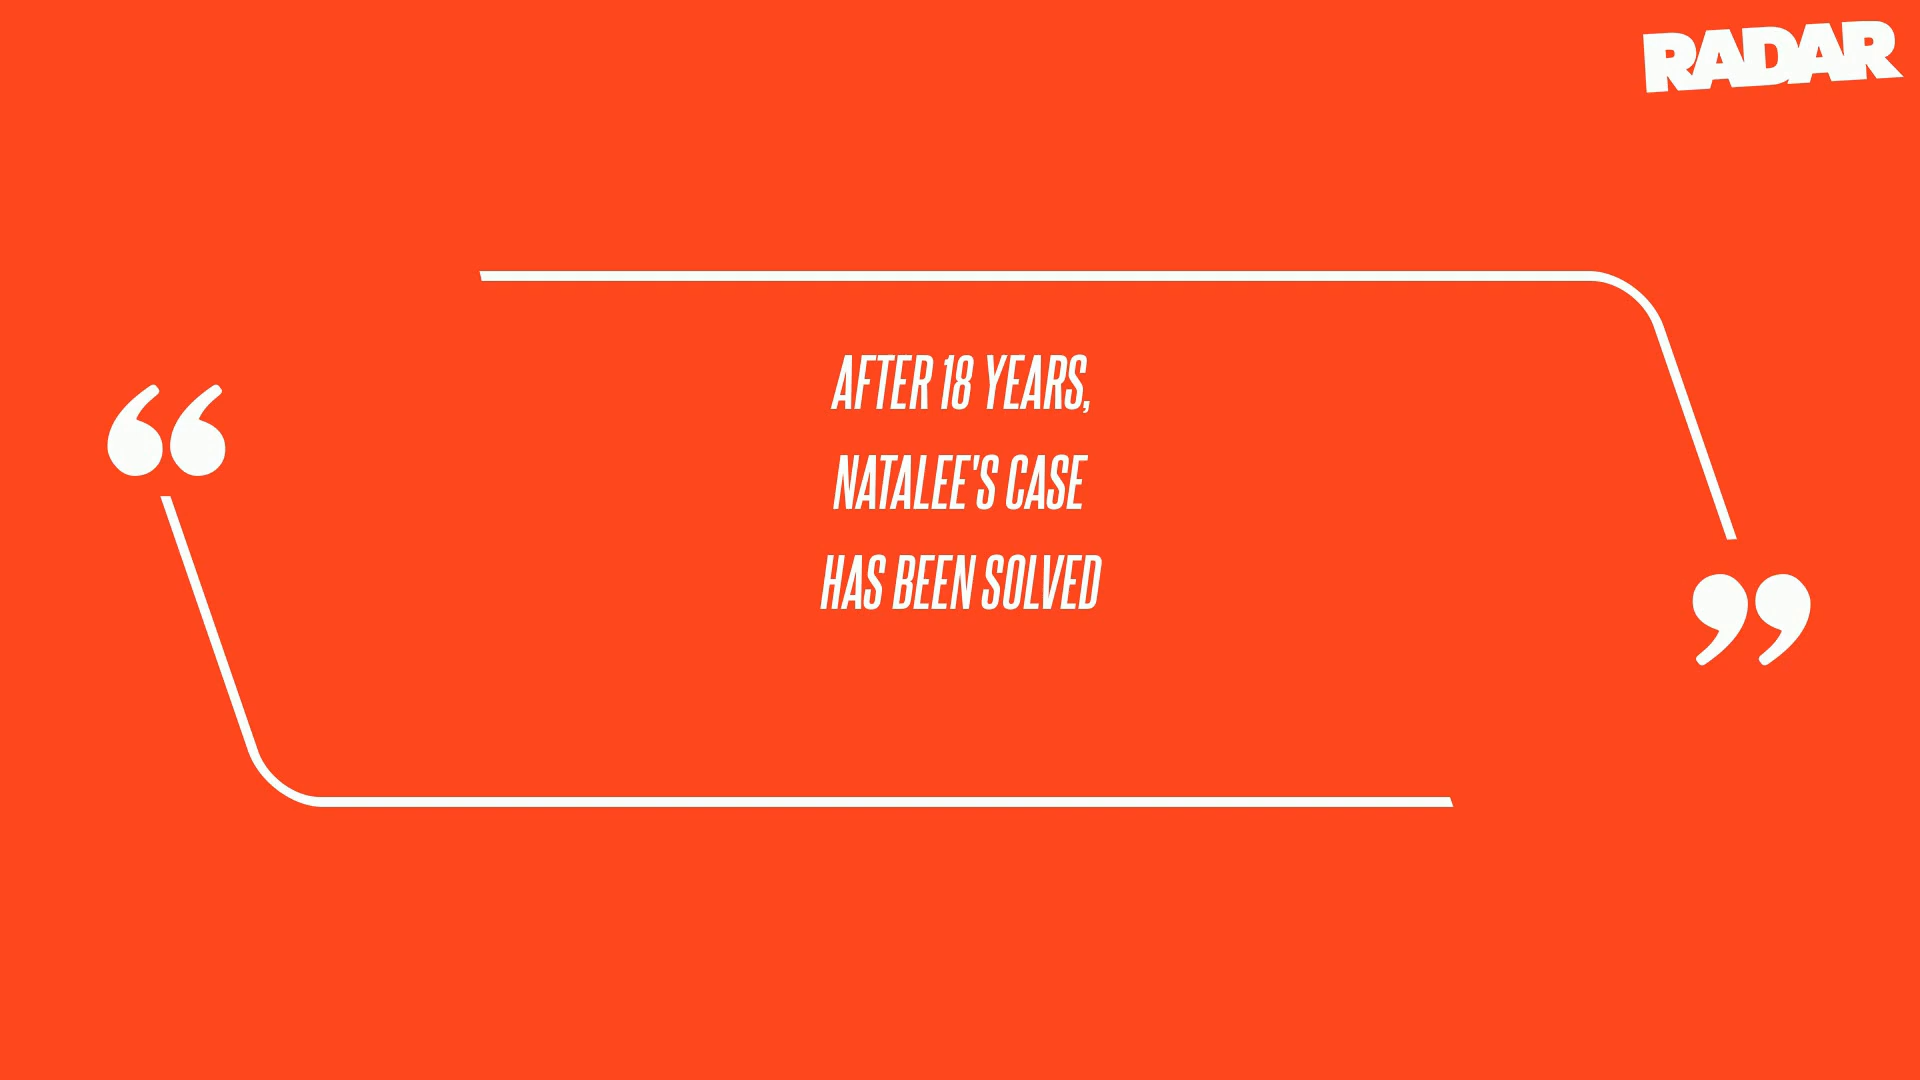 RADAR
“
AFTER 18 YEARS,
NATALEE'S CASE
HAS BEEN SOLVED
”